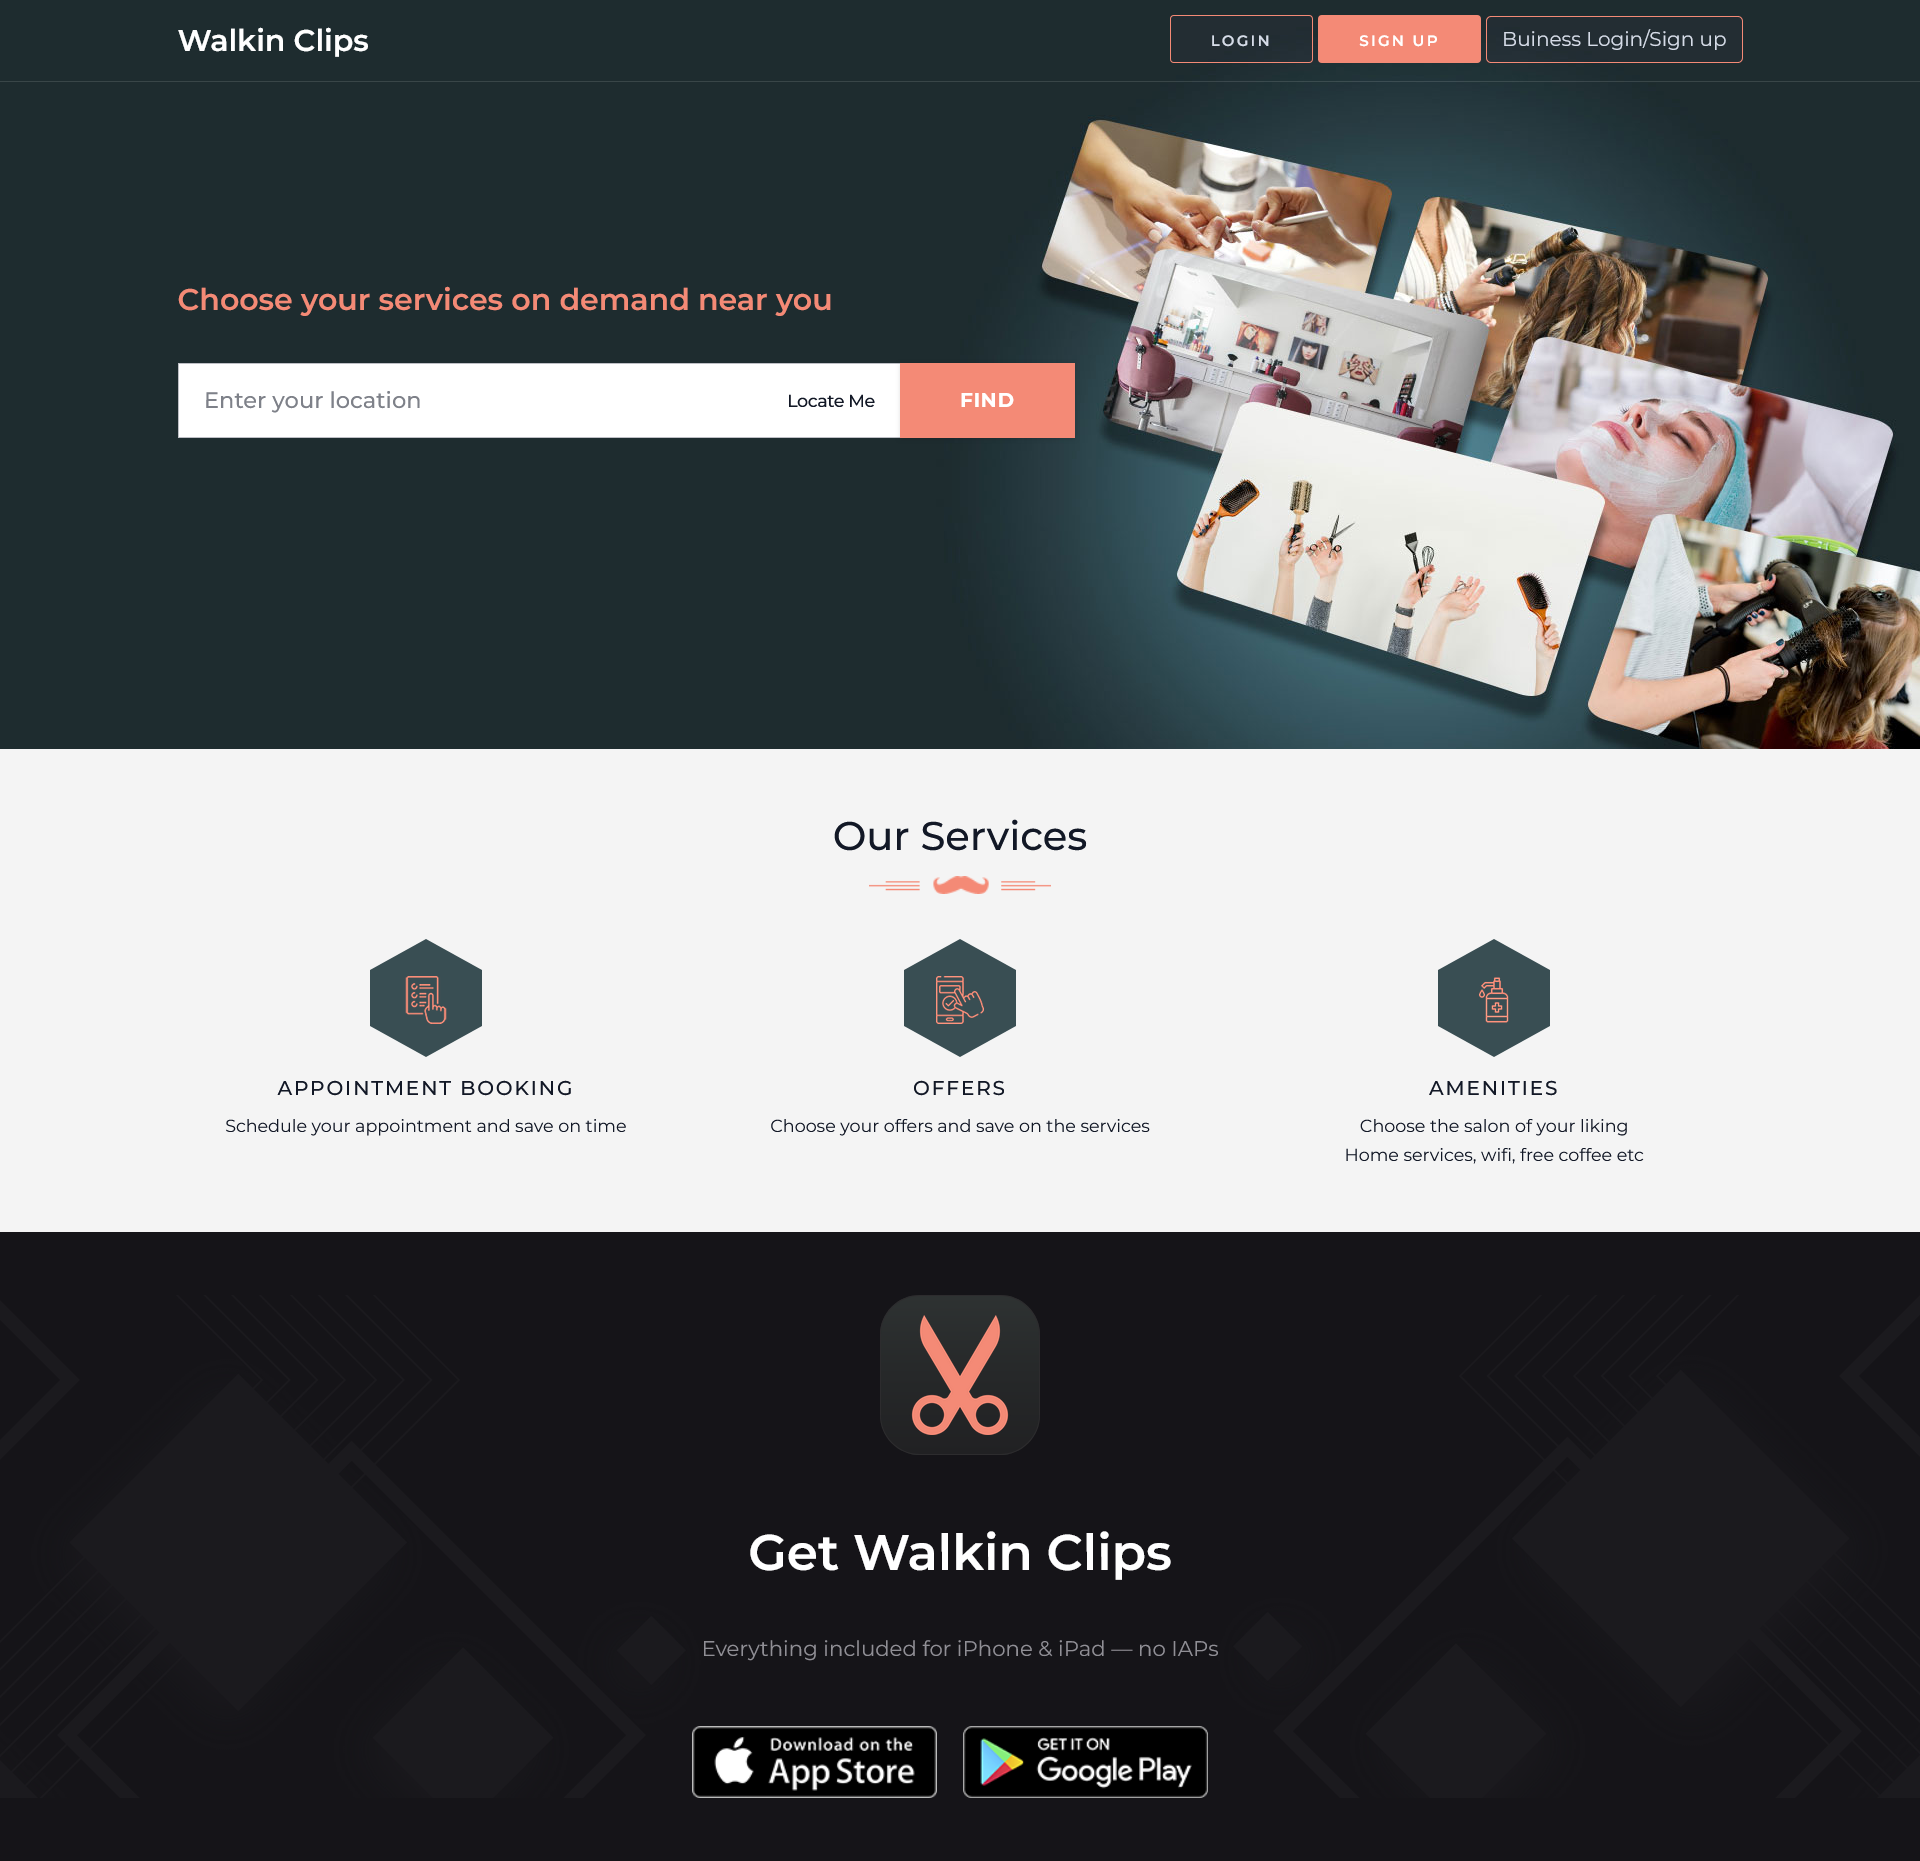 Walkin Clips
LOGIN
SIGN UP
Buiness Login/Sign up
Choose your services on demand near you
Enter your location
Locate Me
FIND
Our Services
APPOINTMENT BOOKING
Schedule your appointment and save on time
OFFERS
Choose your offers and save on the services
AMENITIES
Choose the salon of your liking
Home services, wifi, free coffee etc
Get Walkin Clips
Everything included for iPhone & iPad — no IAPs
Download on the
App Store
GET IT ON
Google Play